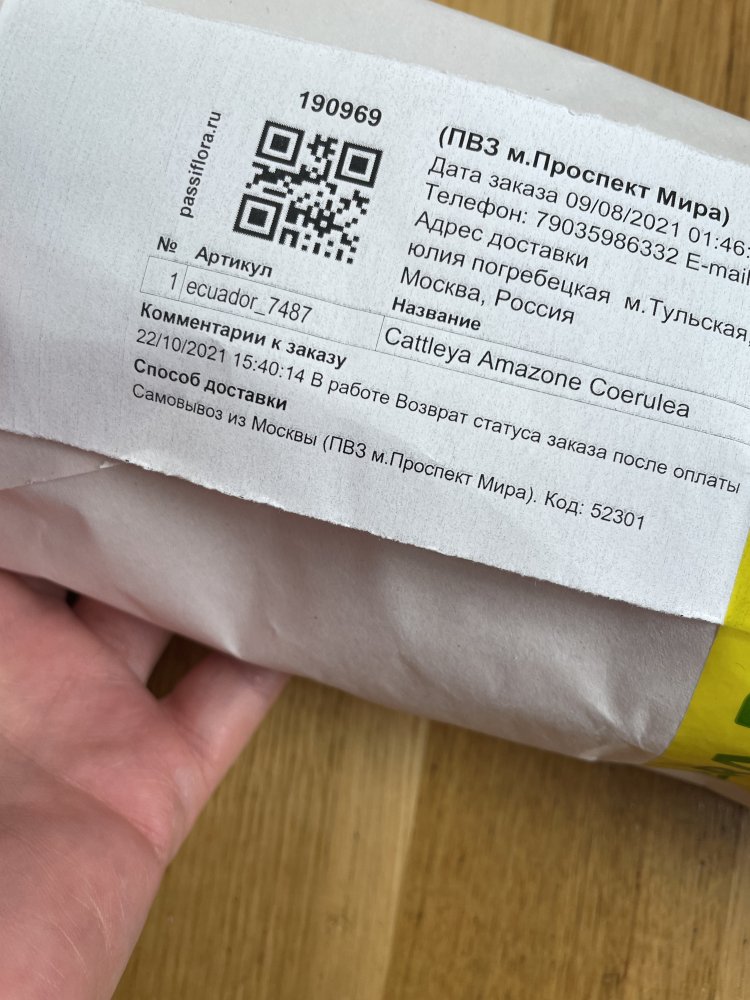 190969
passiflora.ru
(ПВЗ м.Проспект Мира)
Дата заказа 09/08/2021 01:46:
Телефон: 79035986332 E-mail
Адрес доставки
юлия погребецкая м.Тульская,
Москва, Россия
№ Артикул Название
1 ecuador_7487 Cattleya Amazone Coerulea
Комментарии к заказу
22/10/2021 15:40:14 В работе Возврат статуса заказа после оплаты
Способ доставки
Самовывоз из Москвы (ПВЗ м.Проспект Мира). Код: 52301